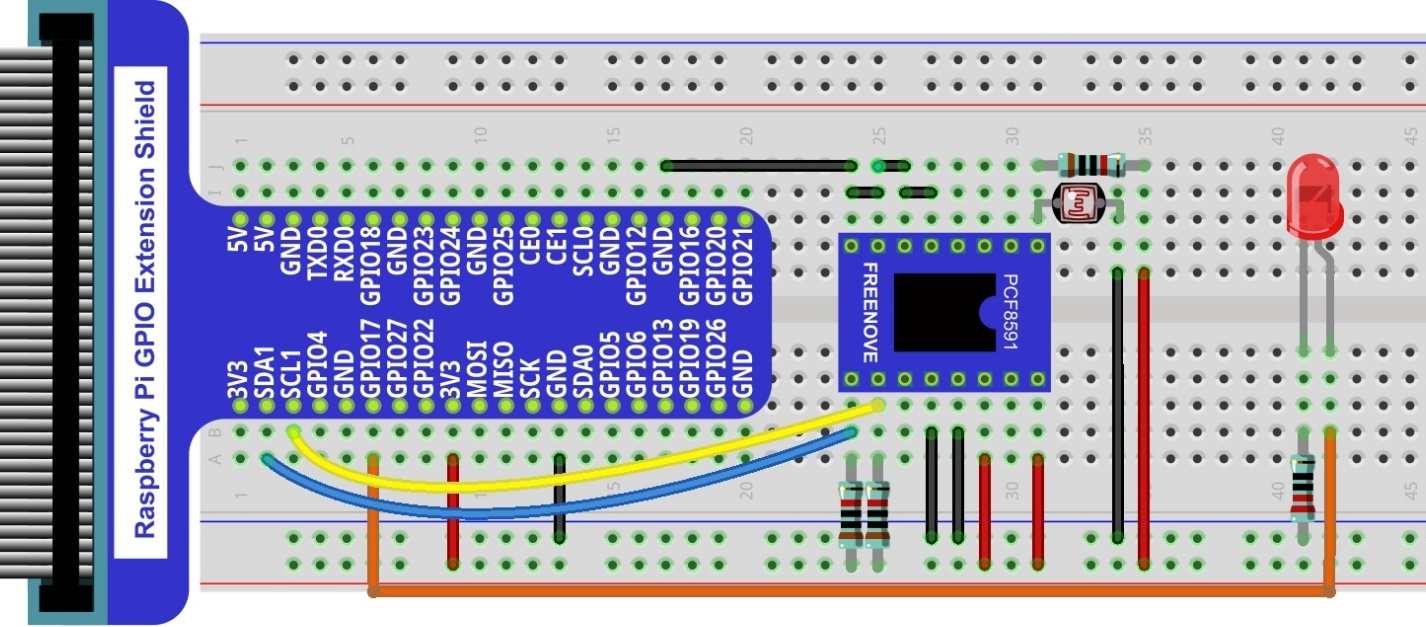 Raspberry Pi GPIO Extension Shield
1 5 10 15 20 25 30 35 40 45
J
I
5V 5V GND TXD0 RXD0 GPIO18 GND GPIO23 GPIO24 GND GPIO25 CE0 CE1 SCL0 GND GPIO12 GND GPIO16 GPIO20 GPIO21
3V3 SDA1 SCL1 GPIO4 GND GPIO17 GPIO27 GPIO22 3V3 MOSI MISO SCK GND SDA0 GPIO5 GPIO6 GPIO13 GPIO19 GPIO26 GND
FREENOVE
PCF8591
B
A
1 20 30 40 45